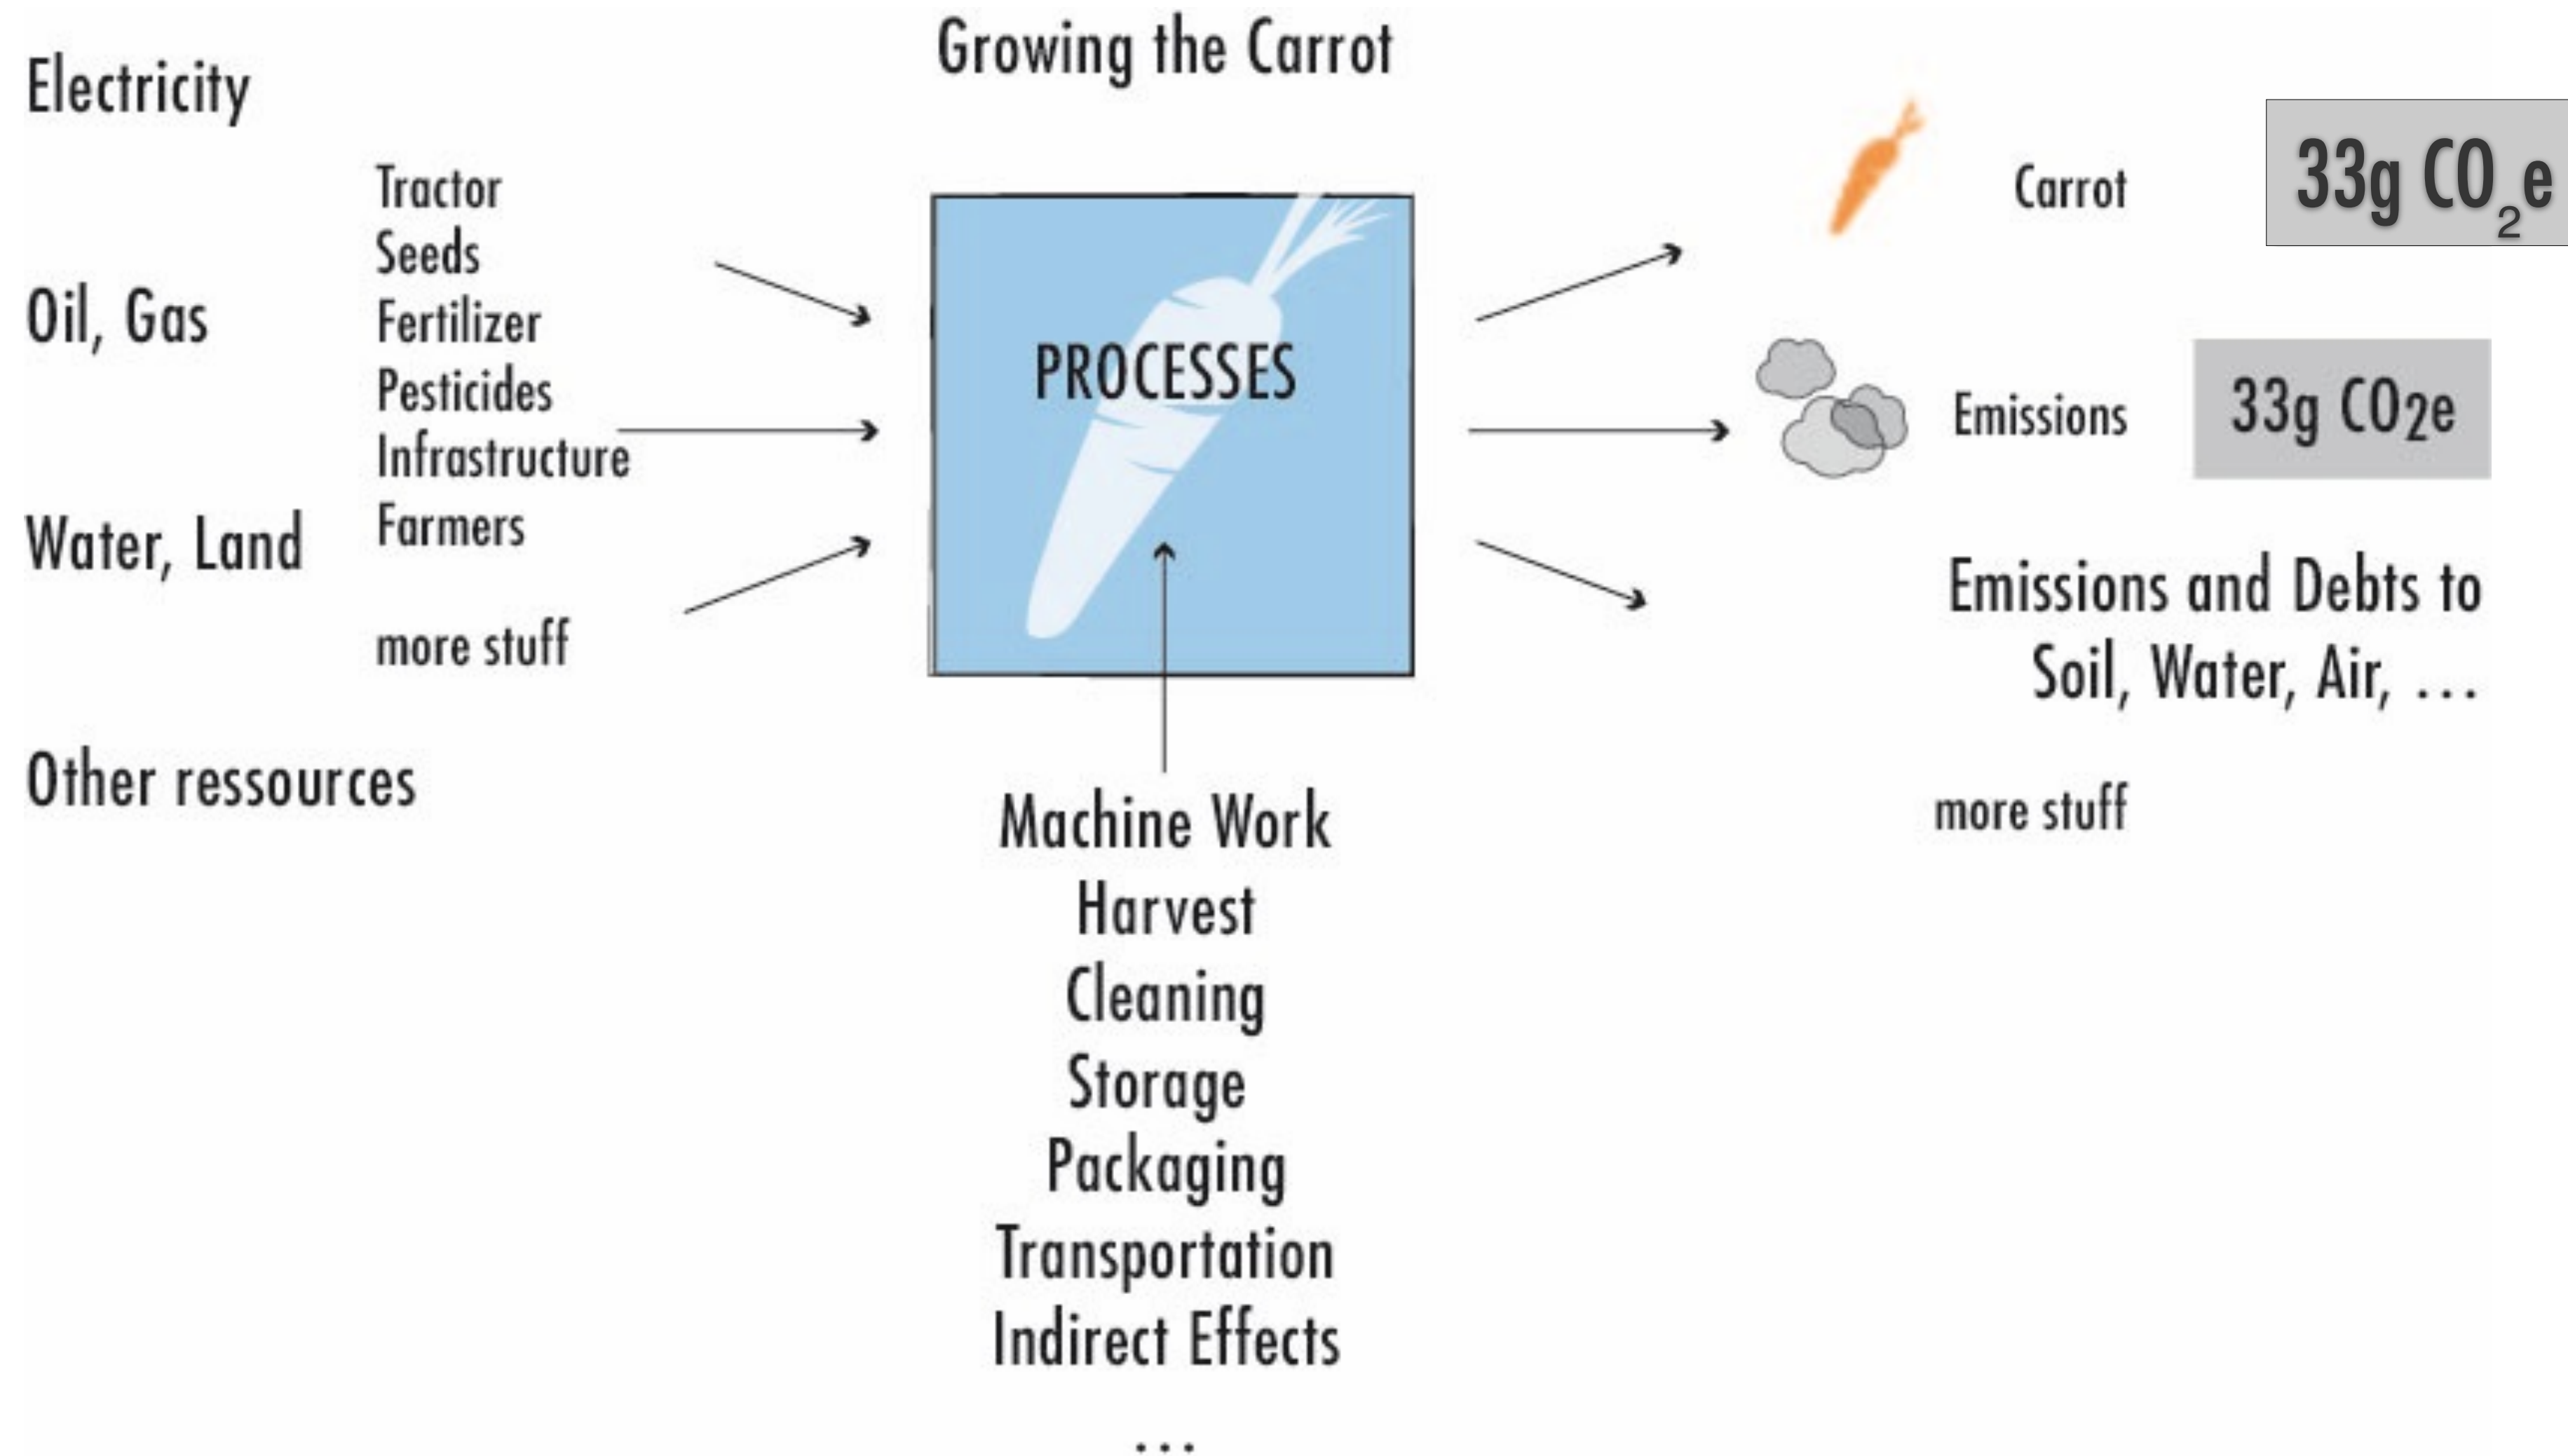 Growing the Carrot
Electricity
Oil, Gas
Water, Land
Other ressources
Tractor
Seeds
Fertilizer
Pesticides
Infrastructure
Farmers
more stuff
PROCESSES
Machine Work
Harvest
Cleaning
Storage
Packaging
Transportation
Indirect Effects
...
Carrot
33g CO₂e
Emissions
33g CO2e
Emissions and Debts to
Soil, Water, Air, ...
more stuff